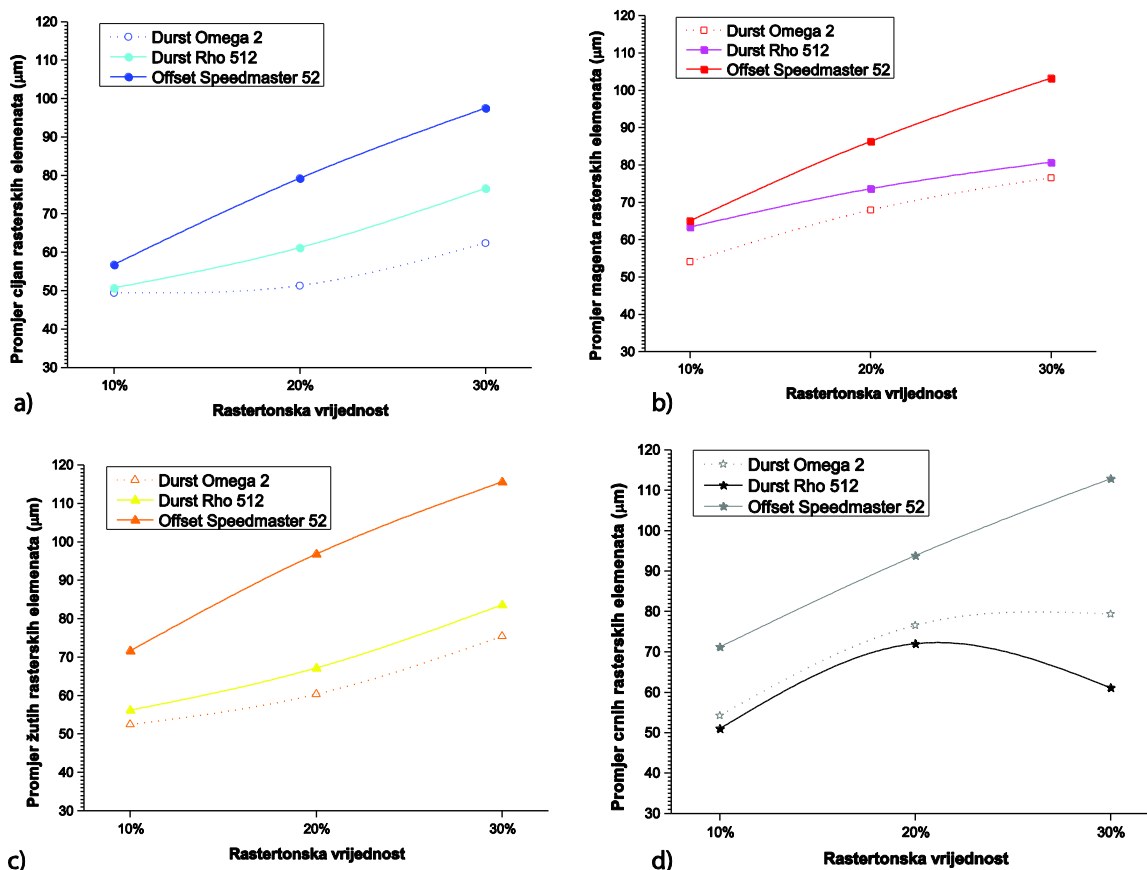 Durst Omega 2
Durst Rho 512
Offset Speedmaster 52
Promjer cijan rasterskih elemenata (µm)
120
110
100
90
80
70
60
50
40
30
10%
20%
30%
Rastertonska vrijednost
a)
Durst Omega 2
Durst Rho 512
Offset Speedmaster 52
Promjer magenta rasterskih elemenata (µm)
120
110
100
90
80
70
60
50
40
30
10%
20%
30%
Rastertonska vrijednost
b)
Durst Omega 2
Durst Rho 512
Offset Speedmaster 52
Promjer žutih rasterskih elemenata (µm)
120
110
100
90
80
70
60
50
40
30
10%
20%
30%
Rastertonska vrijednost
c)
Durst Omega 2
Durst Rho 512
Offset Speedmaster 52
Promjer crnih rasterskih elemenata (µm)
120
110
100
90
80
70
60
50
40
30
10%
20%
30%
Rastertonska vrijednost
d)